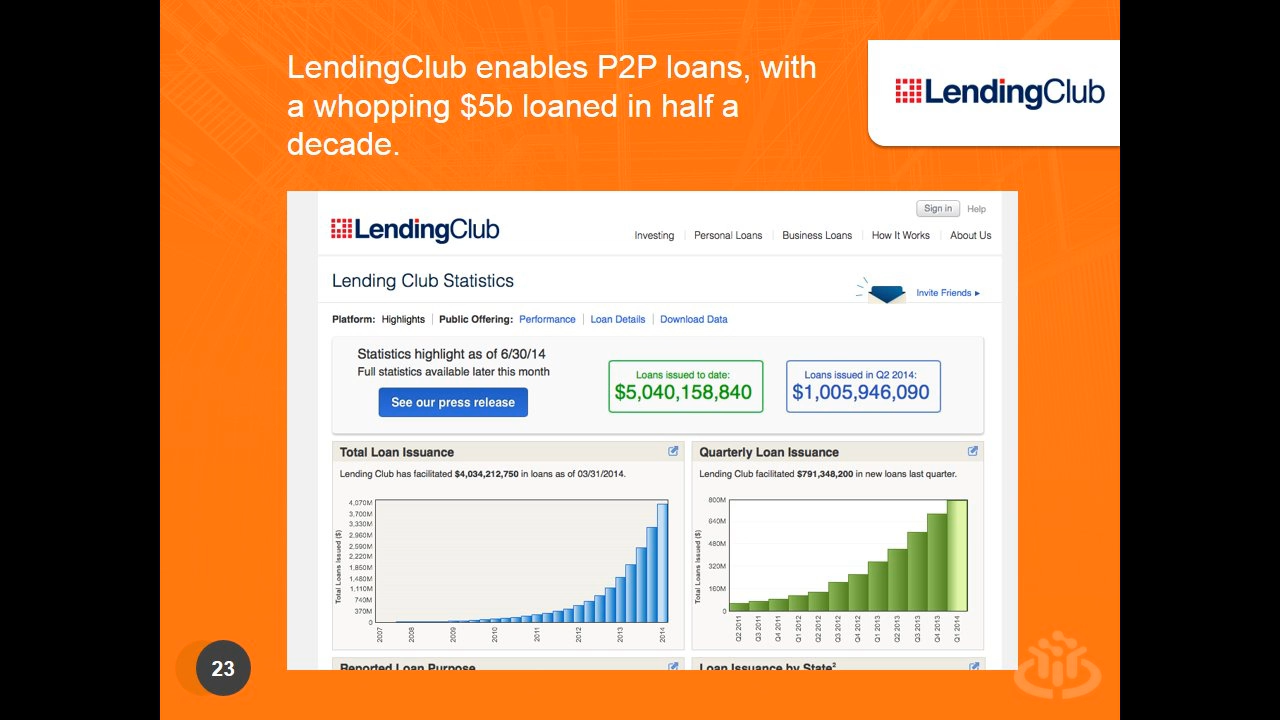 LendingClub enables P2P loans, with
a whopping $5b loaned in half a
decade.
LendingClub
Sign in Help
LendingClub
Investing Personal Loans Business Loans How It Works About Us
Lending Club Statistics
Invite Friends ▸
Platform: Highlights Public Offering: Performance Loan Details Download Data
Statistics highlight as of 6/30/14
Full statistics available later this month
See our press release
Loans issued to date:
$5,040,158,840
Loans issued in Q2 2014:
$1,005,946,090
Total Loan Issuance
Lending Club has facilitated $4,034,212,750 in loans as of 03/31/2014.
Total Loans Issued ($)
4,070M
3,700M
3,330M
2,960M
2,590M
2,220M
1,850M
1,480M
1,110M
740M
370M
0
2007 2008 2009 2010 2011 2012 2013 2014
Quarterly Loan Issuance
Lending Club facilitated $791,348,200 in new loans last quarter.
Total Loans Issued ($)
800M
640M
480M
320M
160M
0
Q2 2011 Q3 2011 Q4 2011 Q1 2012 Q2 2012 Q3 2012 Q4 2012 Q1 2013 Q2 2013 Q3 2013 Q4 2013 Q1 2014
Reported Loan Purpose
Loan Issuance by State²
23